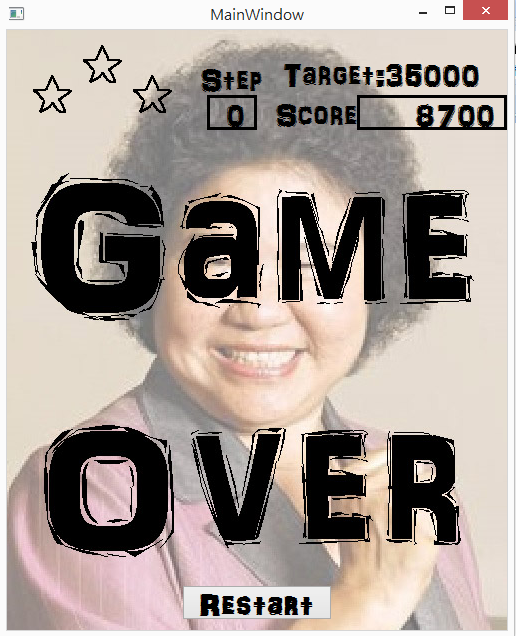 MainWindow
Step Target:35000
0 Score 8700
Game
Over
Restart